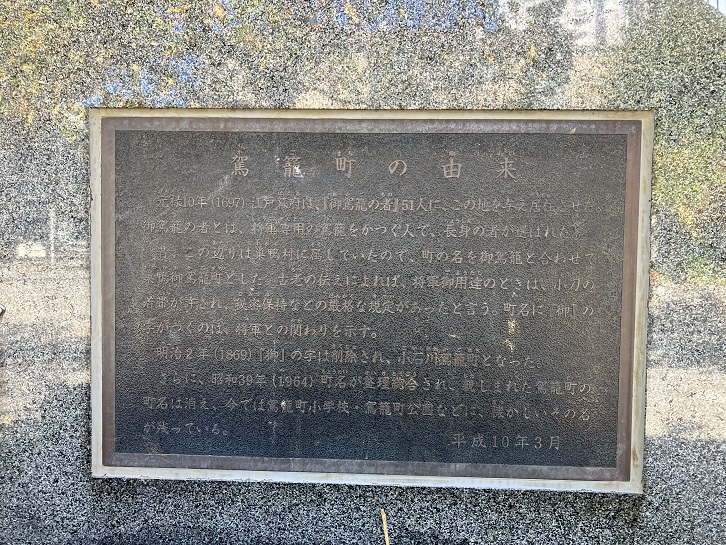 駕籠町の由来
元禄10年(1697)江戸幕府は、「御駕籠の者」51人に、この地を与え居住させた。
御駕籠の者とは、将軍専用の駕籠をかつぐ人で、長身の者が選ばれたと
この辺りは巣鴨村に属していたので、町の名を御駕籠と合わせて
巣鴨御駕籠町とした。古老の伝えによれば、将軍御用達のときは、小刀の
着都が許され、秘密保持などの厳格な規定があったと言う。町名に「御」の
字がつくのは、将軍との関わりを示す。
明治2年(1869)「御」の字は削除され、小石川駕籠町となった。
さらに、昭和39年(1964)町名が整理統合され、親しまれた駕籠町の
町名は消え、今では駕籠町小学校・駕籠町公園などに、懐かしいその名
が残っている。
平成10年3月